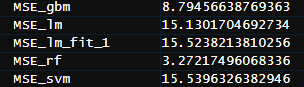 MSE_gbm 8.79456638769363
MSE_lm 15.1301704692734
MSE_lm_fit_1 15.5238213810256
MSE_rf 3.27217496068336
MSE_svm 15.5396326382946